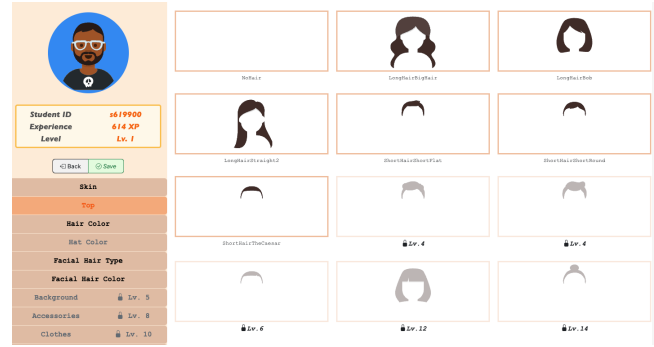 Student ID s619900
Experience 614 XP
Level Lv. 1
Back Save
Skin
Top
Hair Color
Hat Color
Facial Hair Type
Facial Hair Color
Background Lv. 5
Accessories Lv. 8
Clothes Lv. 10
NoHair LongHairBigHair LongHairBob
LongHairStraight2 ShortHairShortFlat ShortHairShortRound
ShortHairTheCaesar Lv.4 Lv.4
Lv.6 Lv.12 Lv.14